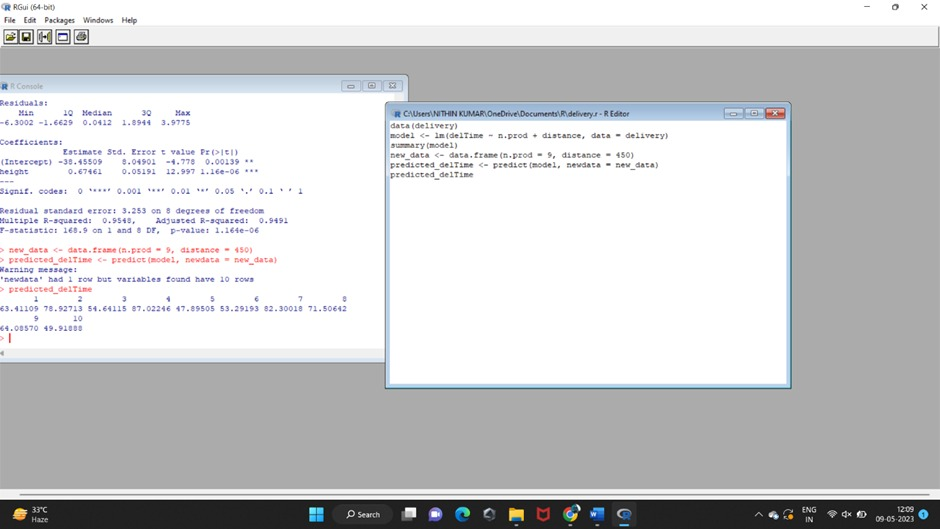 RGui (64-bit)
File Edit Packages Windows Help
R Console
Residuals:
Min 1Q Median 3Q Max
-6.3002 -1.6629 0.0412 1.8944 3.9775
Coefficients:
Estimate Std. Error t value Pr(>|t|)
(Intercept) -38.45509 8.04901 -4.778 0.00139 **
height 0.67461 0.05191 12.997 1.16e-06 ***
---
Signif. codes: 0 ‘***’ 0.001 ‘**’ 0.01 ‘*’ 0.05 ‘.’ 0.1 ‘ ’ 1
Residual standard error: 3.253 on 8 degrees of freedom
Multiple R-squared: 0.9548, Adjusted R-squared: 0.9491
F-statistic: 168.9 on 1 and 8 DF, p-value: 1.164e-06
> new_data <- data.frame(n.prod = 9, distance = 450)
> predicted_delTime <- predict(model, newdata = new_data)
Warning message:
'newdata' had 1 row but variables found have 10 rows
> predicted_delTime
1 2 3 4 5 6 7 8
63.41109 78.92713 54.64115 87.02246 47.89505 53.29193 82.30018 71.50642
9 10
64.08570 49.91888
>
C:\Users\NITHIN KUMAR\OneDrive\Documents\R\delivery.r - R Editor
data(delivery)
model <- lm(delTime ~ n.prod + distance, data = delivery)
summary(model)
new_data <- data.frame(n.prod = 9, distance = 450)
predicted_delTime <- predict(model, newdata = new_data)
predicted_delTime
33°C
Haze
Search
ENG
IN
12:09
09-05-2023
1